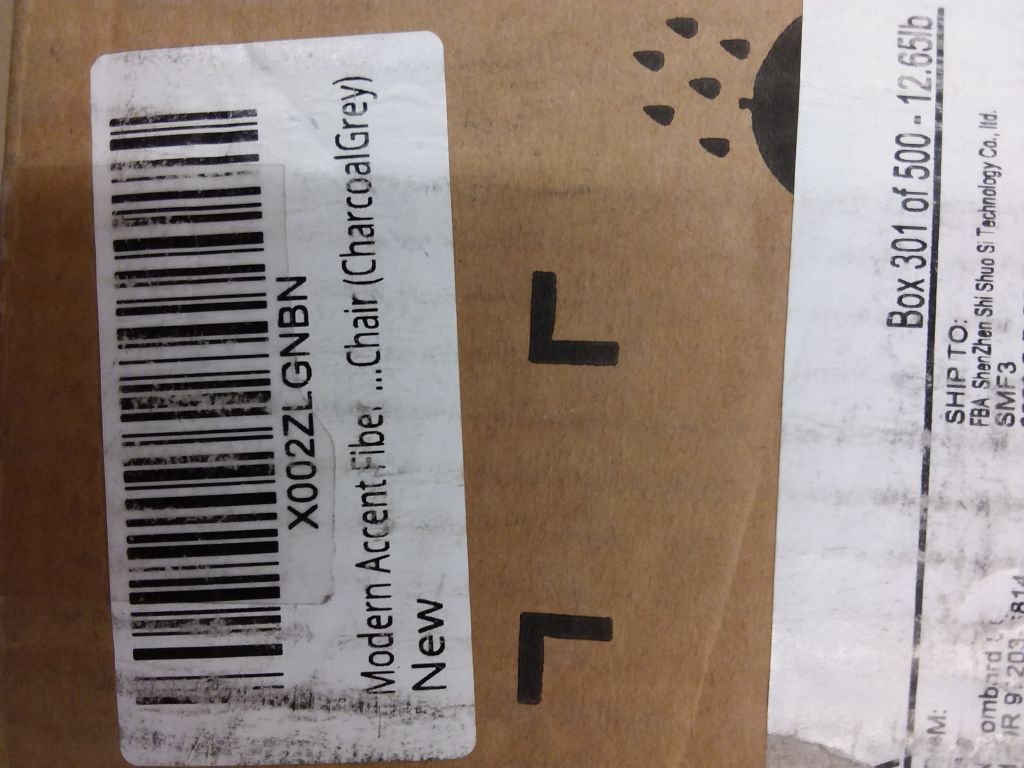 X002ZLGNBN
Modern Accent Fiber ...Chair (CharcoalGrey)
New
Box 301 of 500 - 12.65lb
SHIP TO:
FBA ShenZhen Shi Shuo Si Technology Co., ltd.
SMF3